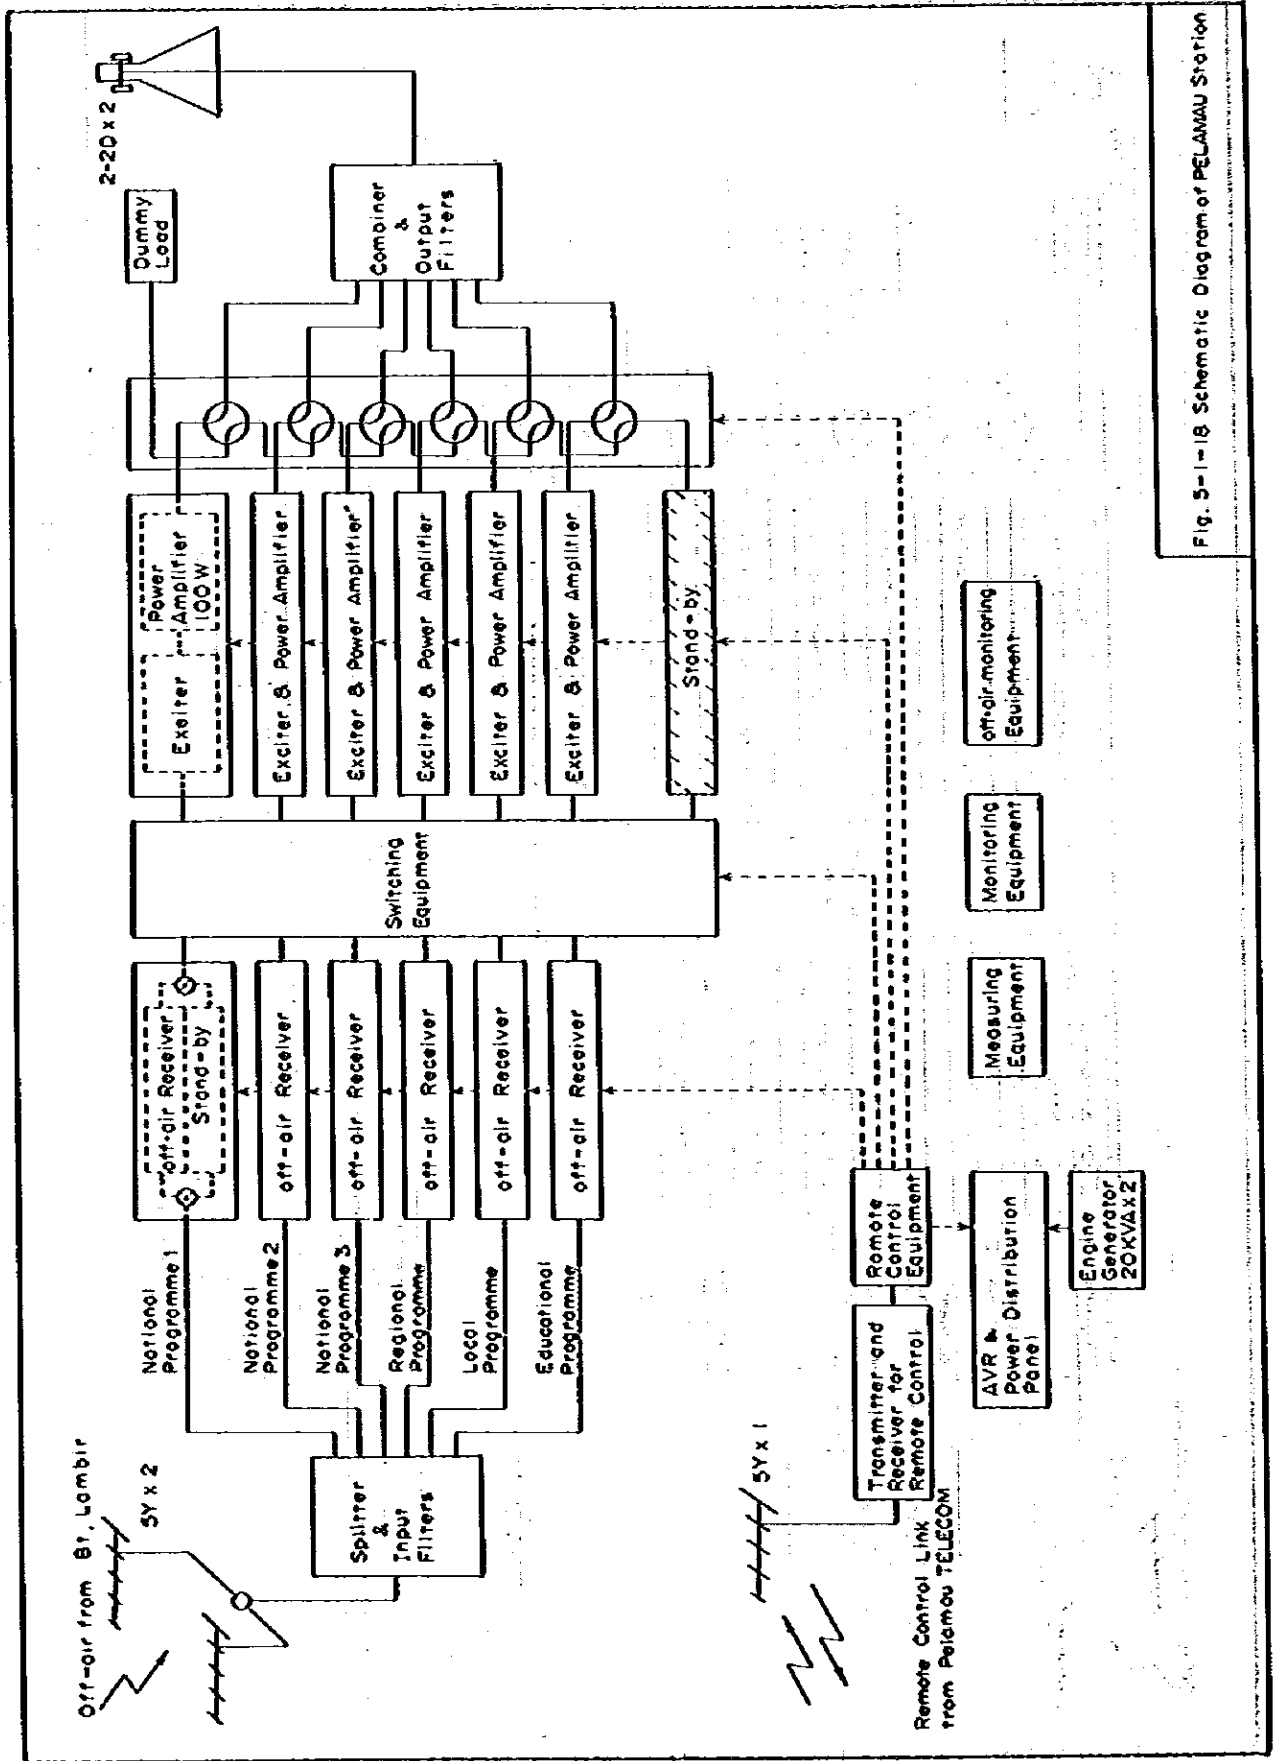 Off-air from Bt. Lambir
5Y x 2
Splitter
&
Input
Filters
National
Programme 1
National
Programme 2
National
Programme 3
Regional
Programme
Local
Programme
Educational
Programme
off-air Receiver
Stand-by
off-air Receiver
off-air Receiver
off-air Receiver
off-air Receiver
off-air Receiver
Switching
Equipment
Exciter
Power
Amplifier
100W
Exciter & Power Amplifier
Exciter & Power Amplifier
Exciter & Power Amplifier
Exciter & Power Amplifier
Exciter & Power Amplifier
Stand-by
Dummy
Load
2-2D x 2
Combiner
&
Output
Filters
5Y x 1
Remote Control Link
from Pelamau TELECOM
Transmitter and
Receiver for
Remote Control
Romote
Control
Equipment
AVR &
Power Distribution
Panel
Engine
Generator
20KVAx2
Measuring
Equipment
Monitoring
Equipment
off-air monitoring
Equipment
Fig. 5-1-18 Schematic Diagram of PELAMAU Station